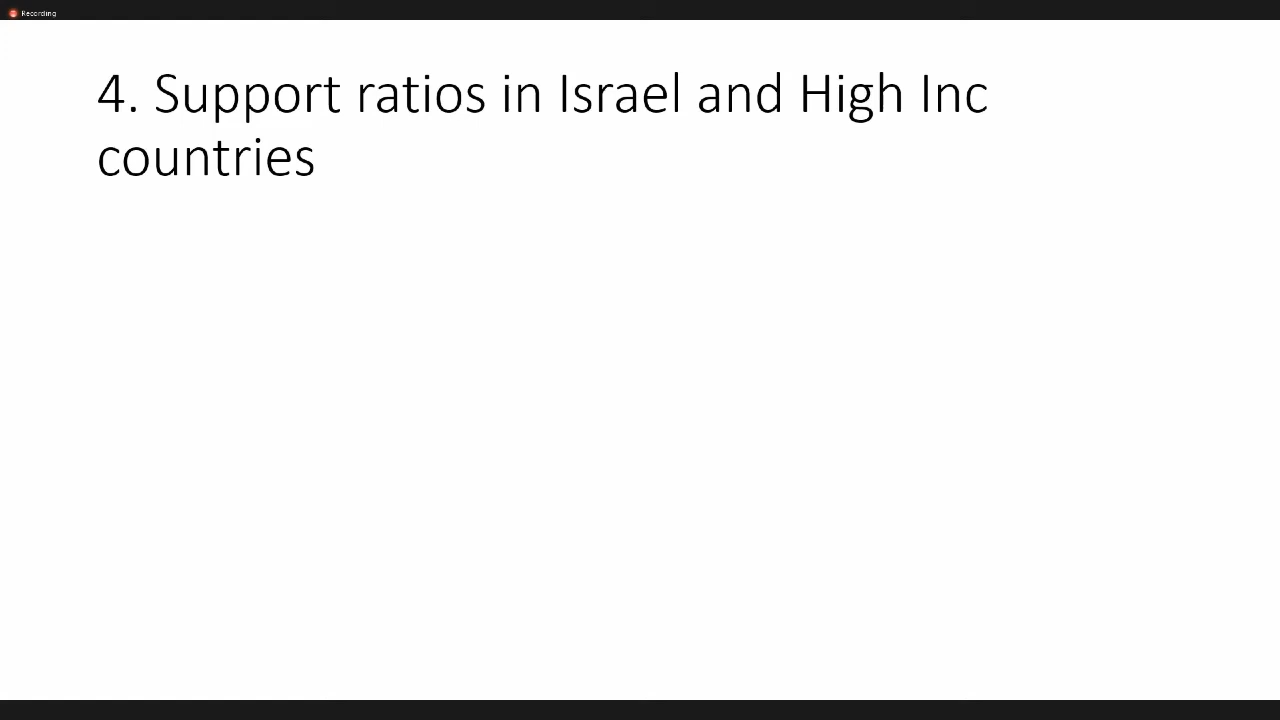 Recording
4. Support ratios in Israel and High Inc
countries